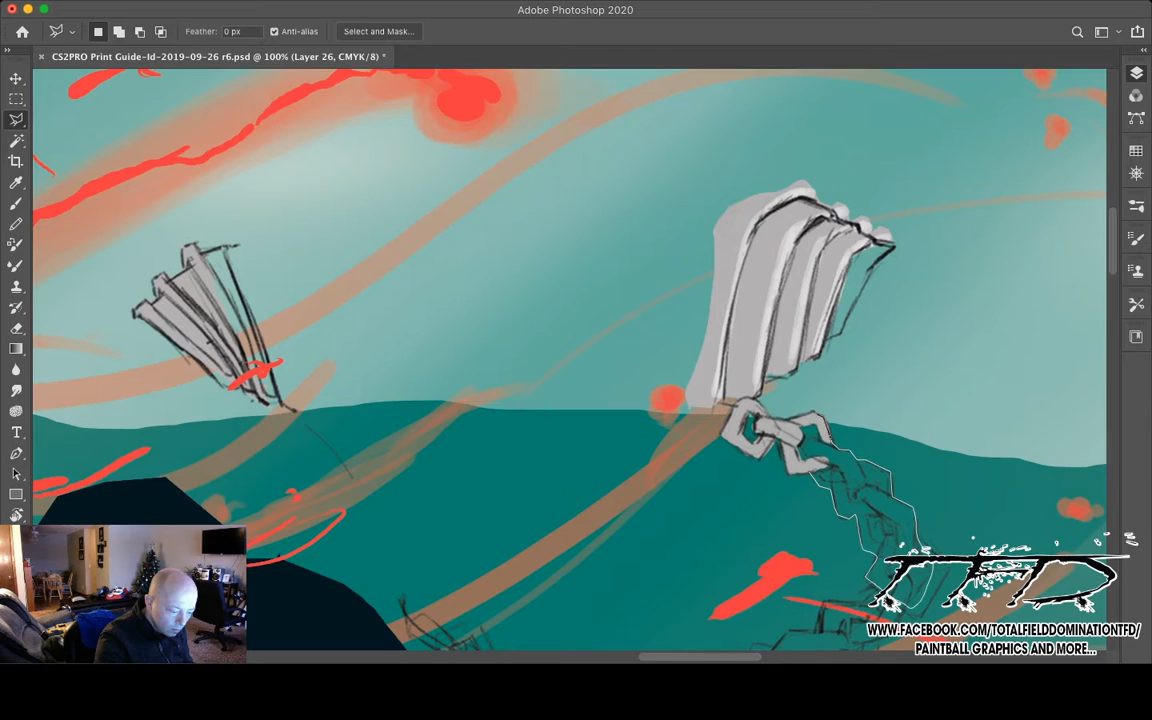 Adobe Photoshop 2020
Feather: 0 px Anti-alias Select and Mask...
CS2PRO Print Guide-Id-2019-09-26 r6.psd @ 100% (Layer 26, CMYK/8) *
TFD
WWW.FACEBOOK.COM/TOTALFIELDDOMINATIONTFD/
PAINTBALL GRAPHICS AND MORE...